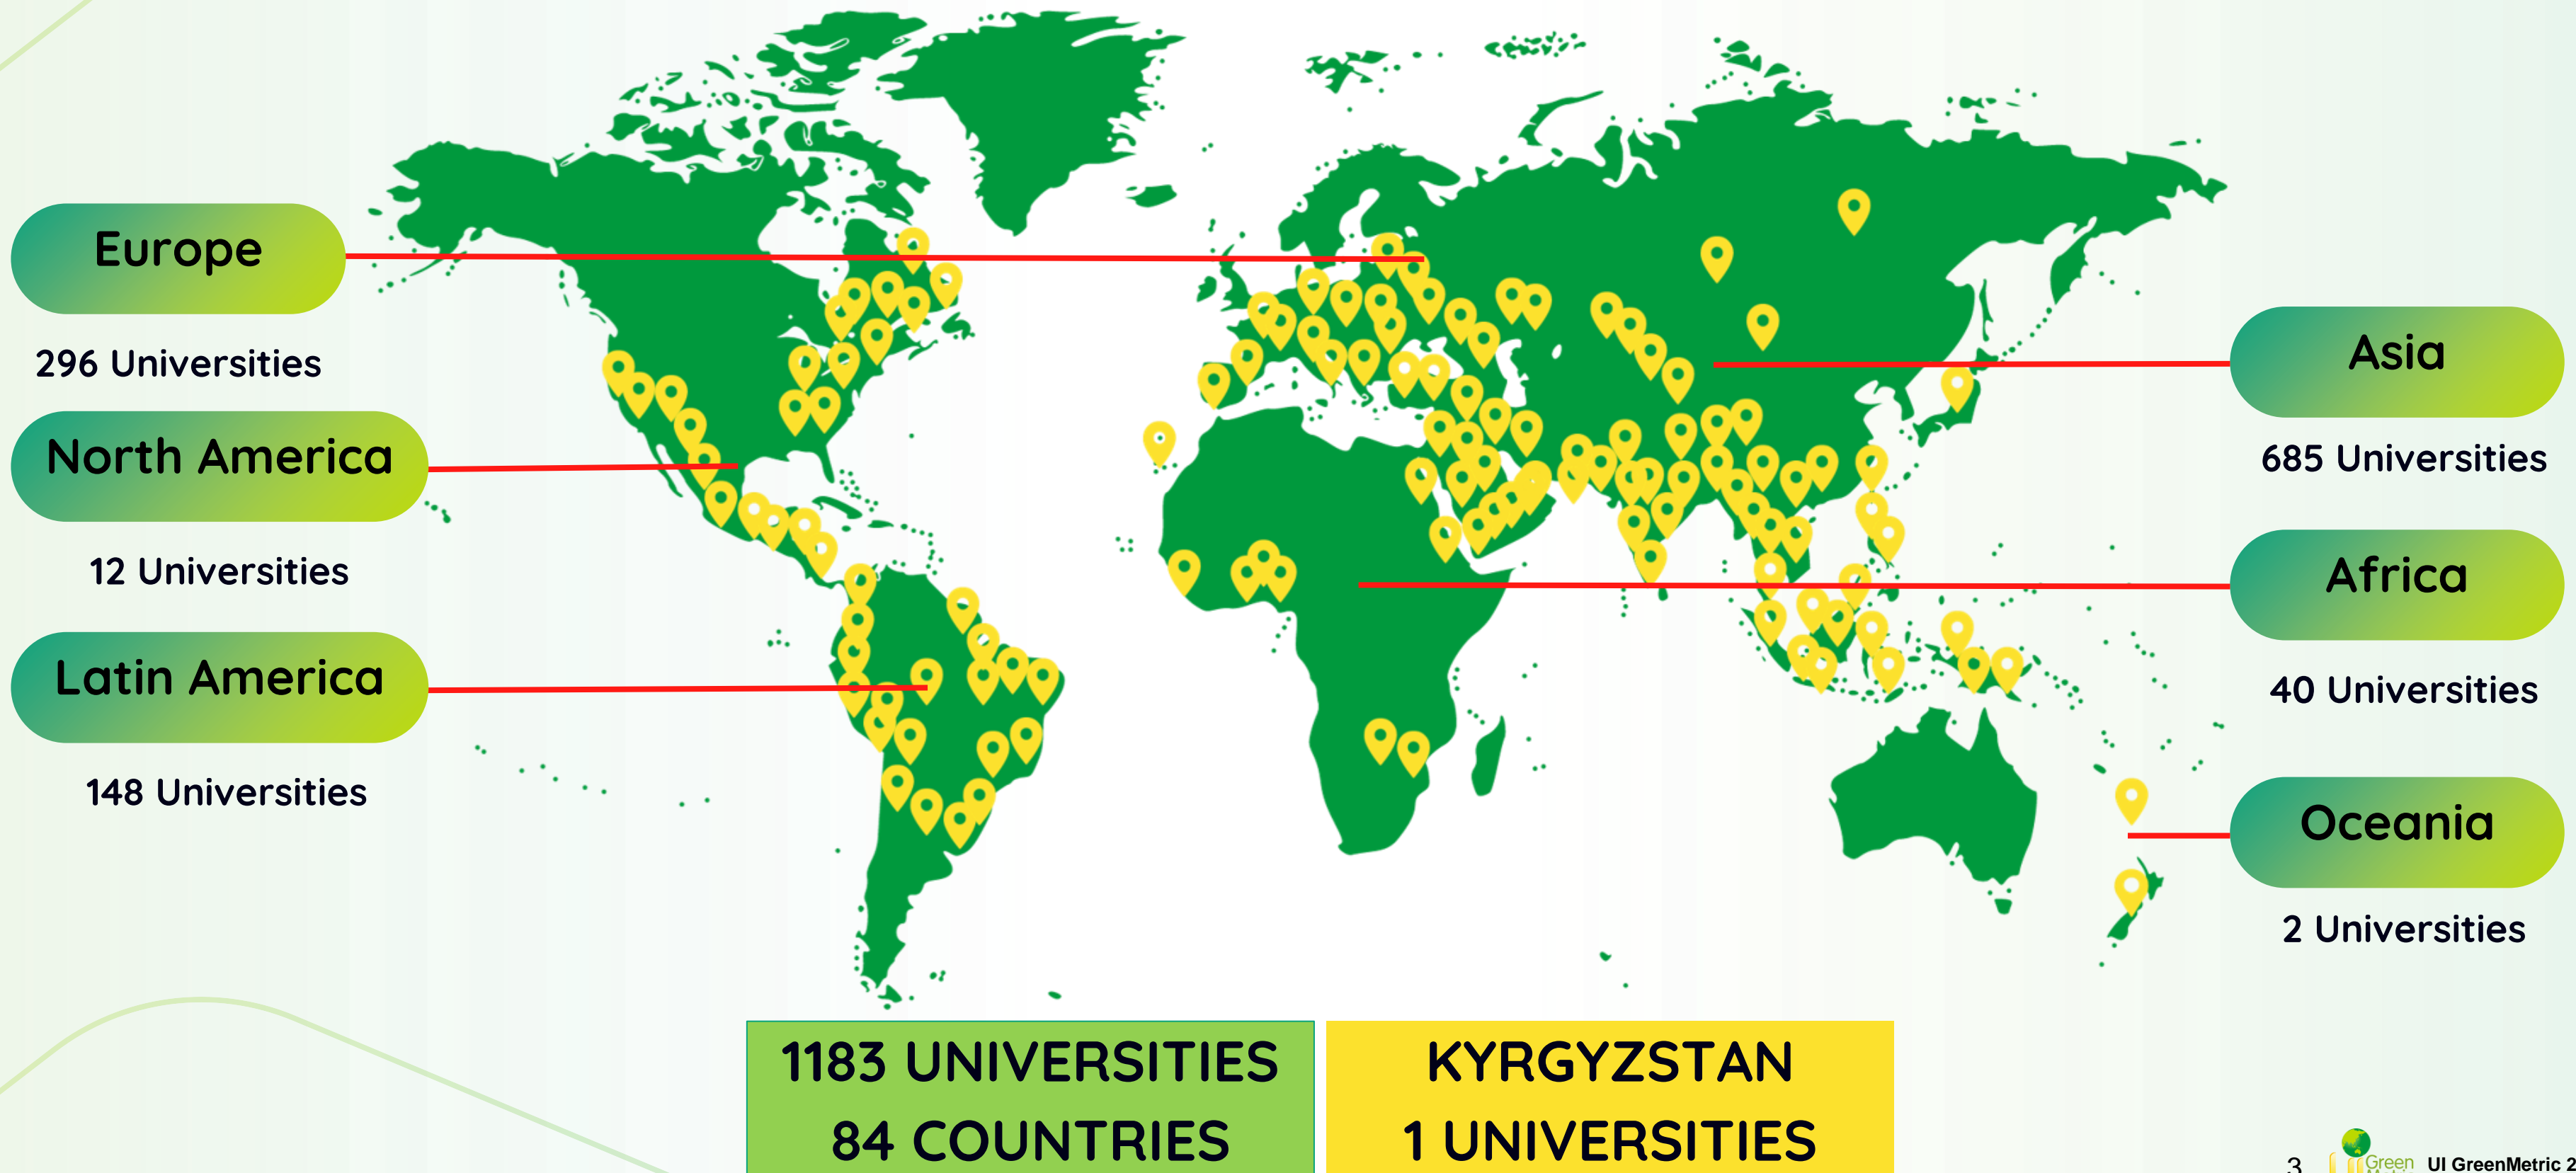 Europe
296 Universities
North America
12 Universities
Latin America
148 Universities
Asia
685 Universities
Africa
40 Universities
Oceania
2 Universities
1183 UNIVERSITIES
84 COUNTRIES
KYRGYZSTAN
1 UNIVERSITIES
3
Green
UI GreenMetric 2